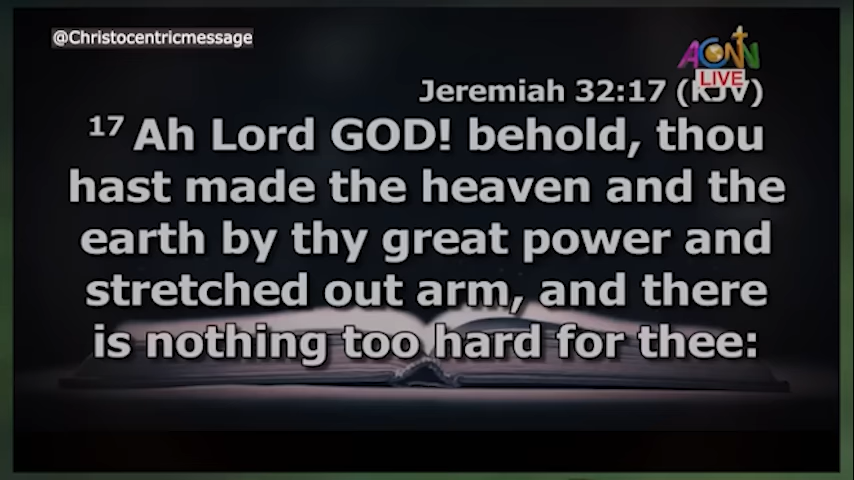 @Christocentricmessage
ACNN
LIVE
Jeremiah 32:17 (KJV)
17 Ah Lord GOD! behold, thou
hast made the heaven and the
earth by thy great power and
stretched out arm, and there
is nothing too hard for thee: